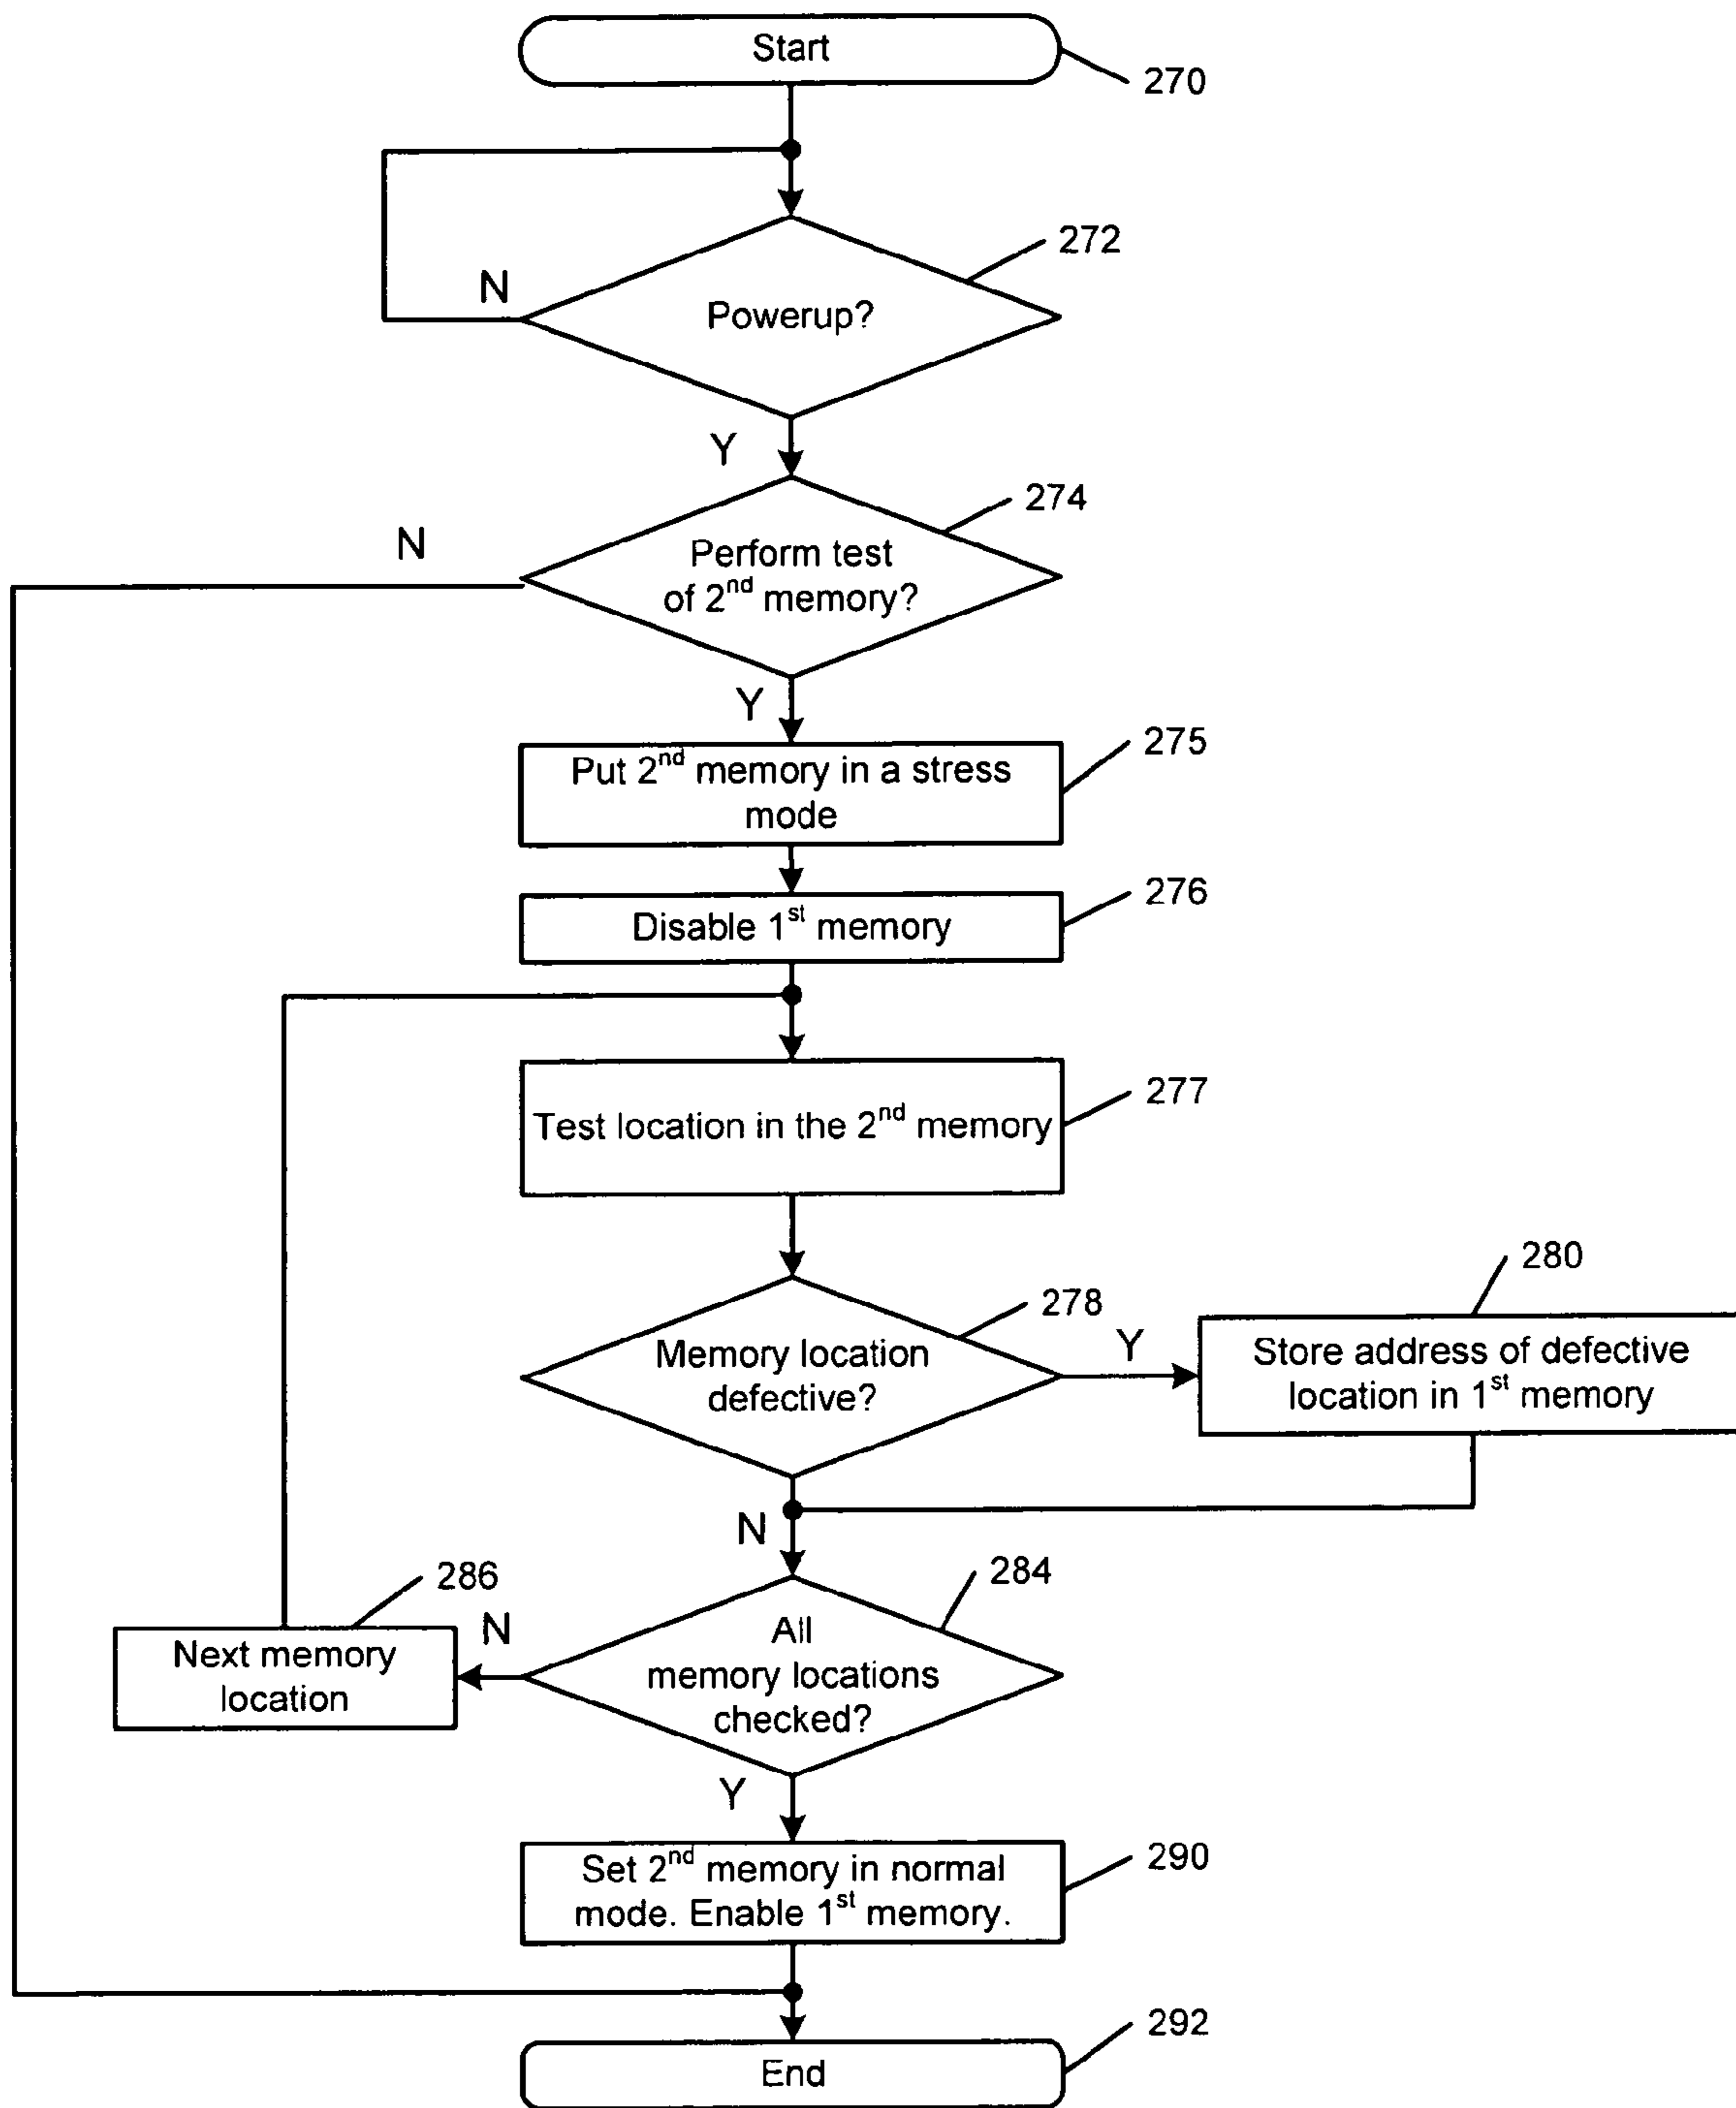 Start
270
272
N
Powerup?
Y
274
N
Perform test
of 2nd memory?
Y
275
Put 2nd memory in a stress
mode
276
Disable 1st memory
277
Test location in the 2nd memory
280
278
Y
Memory location
defective?
Store address of defective
location in 1st memory
N
284
286
N
All
memory locations
checked?
Next memory
location
Y
290
Set 2nd memory in normal
mode. Enable 1st memory.
292
End